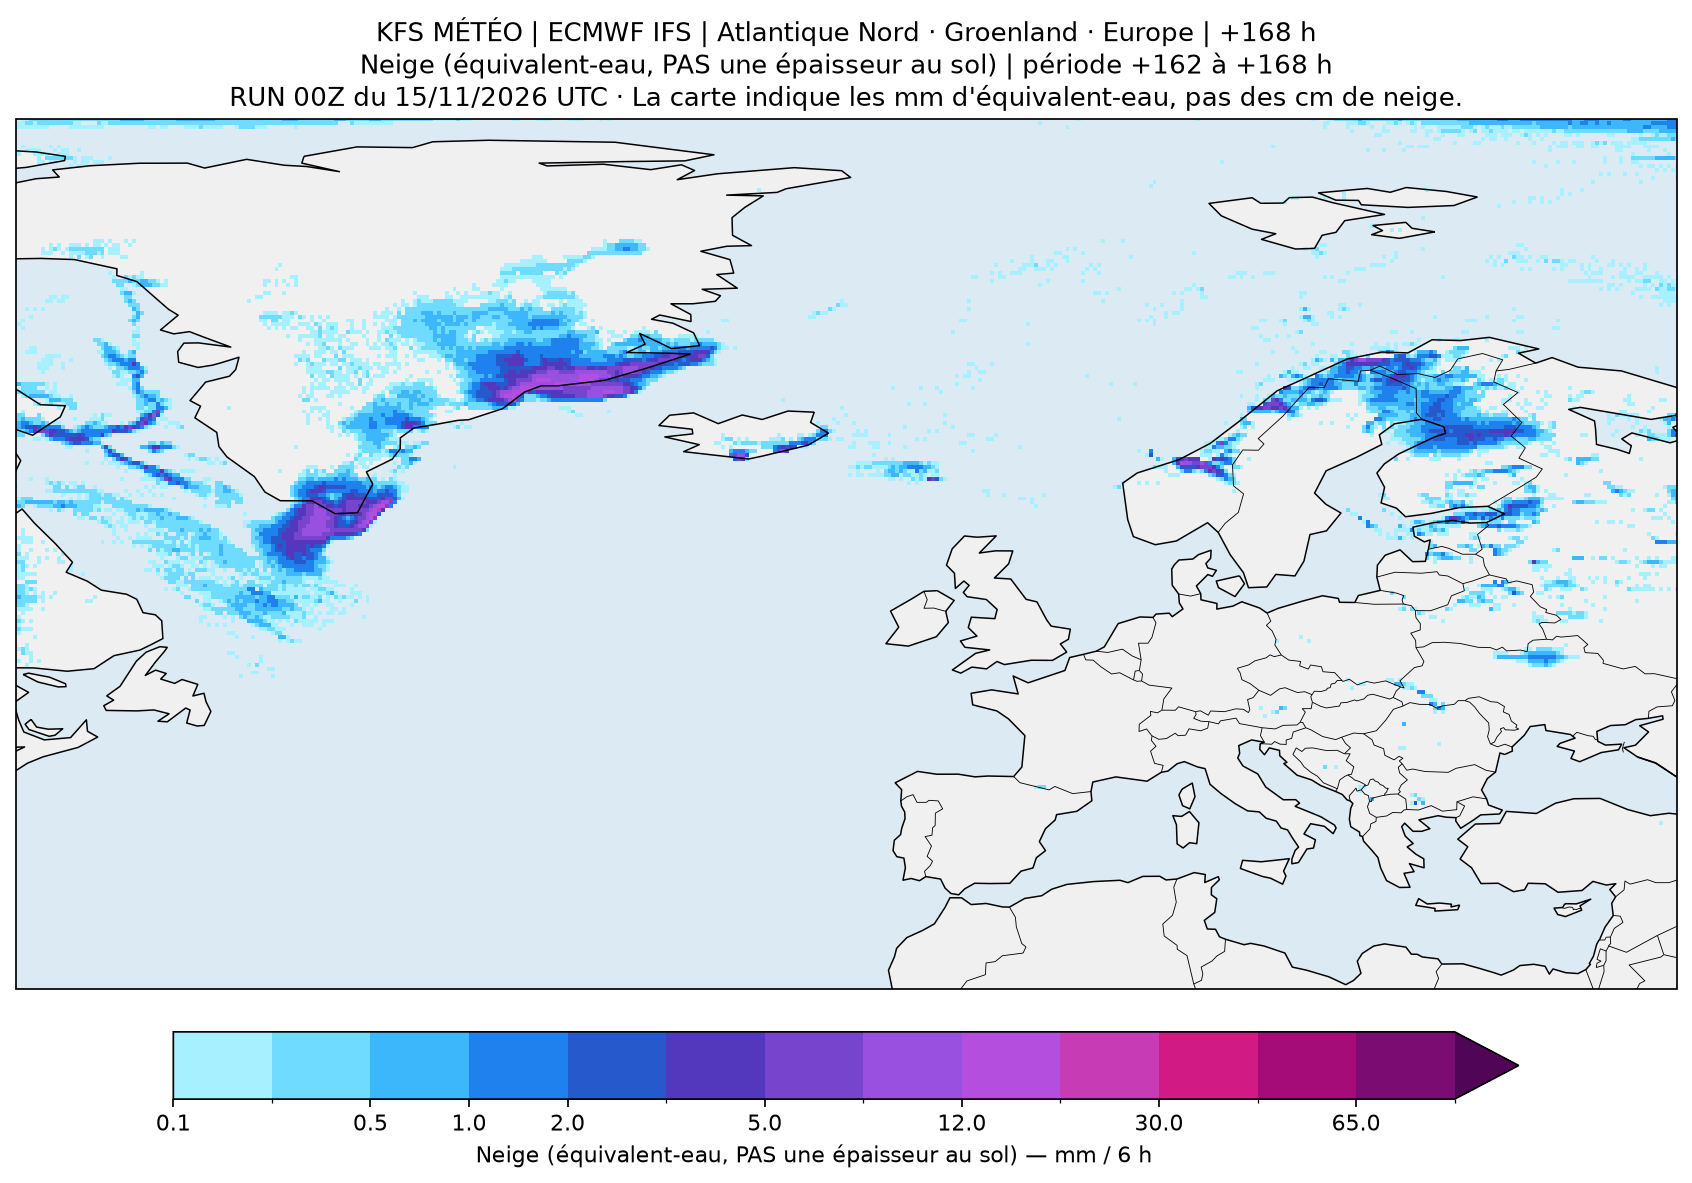 KFS MÉTÉO | ECMWF IFS | Atlantique Nord · Groenland · Europe | +168 h
Neige (équivalent-eau, PAS une épaisseur au sol) | période +162 à +168 h
RUN 00Z du 15/11/2026 UTC · La carte indique les mm d'équivalent-eau, pas des cm de neige.
0.1 0.5 1.0 2.0 5.0 12.0 30.0 65.0
Neige (équivalent-eau, PAS une épaisseur au sol) — mm / 6 h